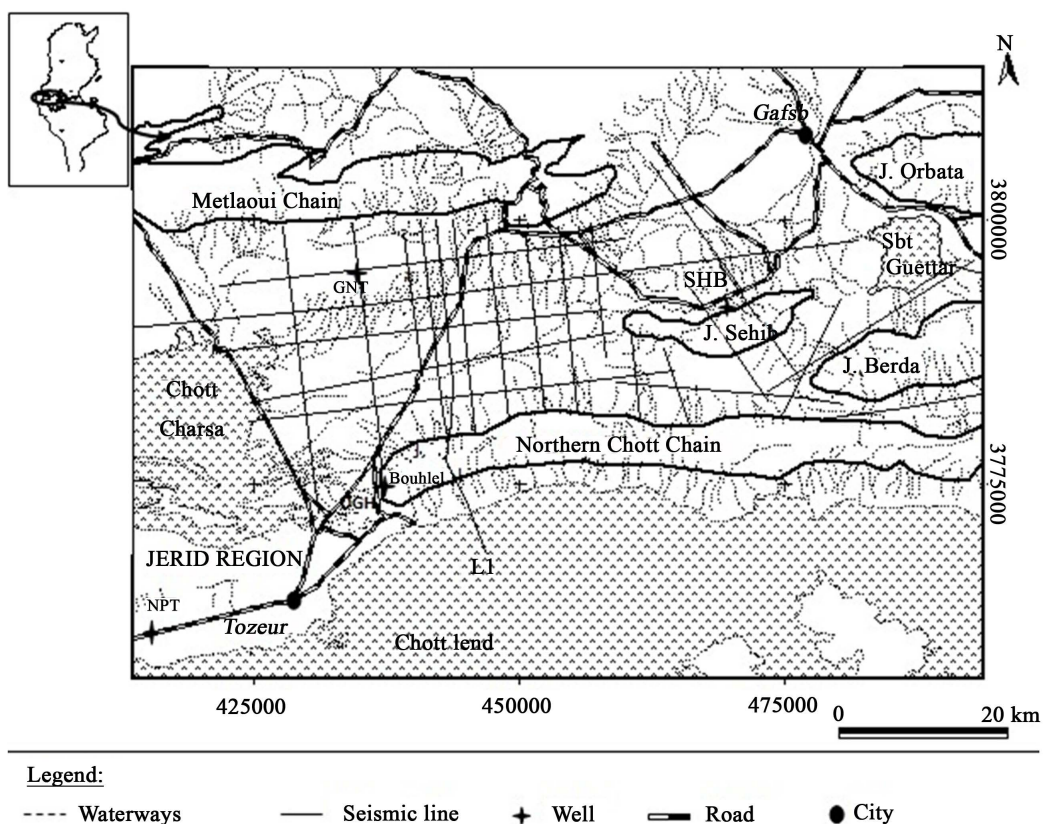 N
Gafsb
J. Orbata
3800000
Metlaoui Chain
Sbt
Guettar
GNT
SHB
J. Sehib
J. Berda
Chott
Charsa
Northern Chott Chain
Bouhlel
3775000
JERID REGION
L1
NPT
Tozeur
Chott lend
425000
450000
475000
0
20 km
Legend:
Waterways
Seismic line
Well
Road
City